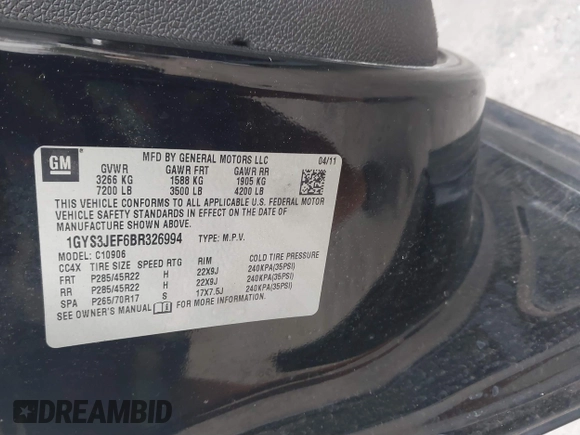 GM
MFD BY GENERAL MOTORS LLC 04/11
GVWR GAWR FRT GAWR RR
3266 KG 1588 KG 1905 KG
7200 LB 3500 LB 4200 LB
THIS VEHICLE CONFORMS TO ALL APPLICABLE U.S. FEDERAL MOTOR
VEHICLE SAFETY STANDARDS IN EFFECT ON THE DATE OF
MANUFACTURE SHOWN ABOVE.
1GYS3JEF6BR326994 TYPE: M.P.V.
MODEL: C10906
CC4X TIRE SIZE SPEED RTG RIM COLD TIRE PRESSURE
FRT P285/45R22 H 22X9J 240KPA(35PSI)
RR P285/45R22 H 22X9J 240KPA(35PSI)
SPA P265/70R17 S 17X7.5J 240KPA(35PSI)
SEE OWNER'S MANUAL FOR MORE INFORMATION.
DREAMBID